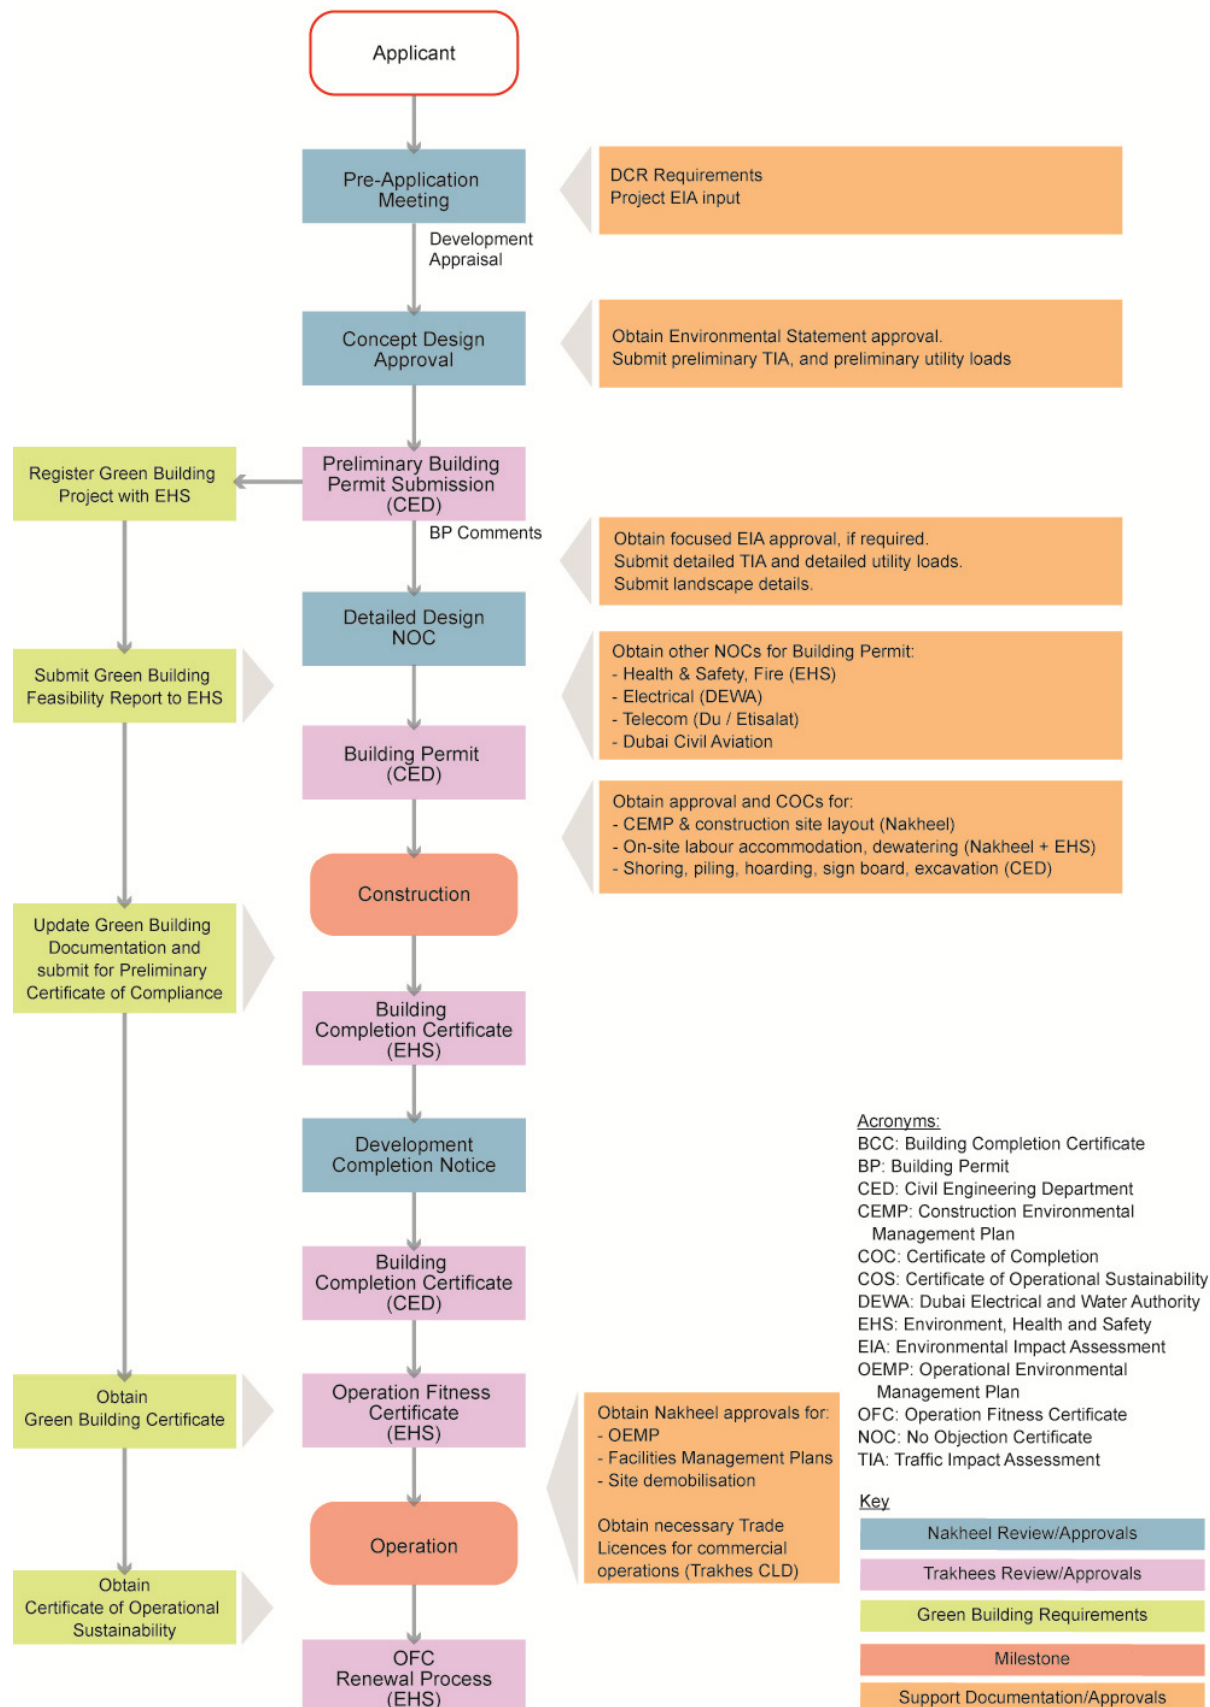 Applicant
Pre-Application
Meeting
DCR Requirements
Project EIA input
Development
Appraisal
Concept Design
Approval
Obtain Environmental Statement approval.
Submit preliminary TIA, and preliminary utility loads
Register Green Building
Project with EHS
Preliminary Building
Permit Submission
(CED)
BP Comments
Obtain focused EIA approval, if required.
Submit detailed TIA and detailed utility loads.
Submit landscape details.
Detailed Design
NOC
Submit Green Building
Feasibility Report to EHS
Obtain other NOCs for Building Permit:
- Health & Safety, Fire (EHS)
- Electrical (DEWA)
- Telecom (Du / Etisalat)
- Dubai Civil Aviation
Building Permit
(CED)
Obtain approval and COCs for:
- CEMP & construction site layout (Nakheel)
- On-site labour accommodation, dewatering (Nakheel + EHS)
- Shoring, piling, hoarding, sign board, excavation (CED)
Construction
Update Green Building
Documentation and
submit for Preliminary
Certificate of Compliance
Building
Completion Certificate
(EHS)
Development
Completion Notice
Building
Completion Certificate
(CED)
Obtain
Green Building Certificate
Operation Fitness
Certificate
(EHS)
Obtain Nakheel approvals for:
- OEMP
- Facilities Management Plans
- Site demobilisation
Obtain necessary Trade
Licences for commercial
operations (Trakhes CLD)
Operation
Obtain
Certificate of Operational
Sustainability
OFC
Renewal Process
(EHS)
Acronyms:
BCC: Building Completion Certificate
BP: Building Permit
CED: Civil Engineering Department
CEMP: Construction Environmental
Management Plan
COC: Certificate of Completion
COS: Certificate of Operational Sustainability
DEWA: Dubai Electrical and Water Authority
EHS: Environment, Health and Safety
EIA: Environmental Impact Assessment
OEMP: Operational Environmental
Management Plan
OFC: Operation Fitness Certificate
NOC: No Objection Certificate
TIA: Traffic Impact Assessment
Key
Nakheel Review/Approvals
Trakhees Review/Approvals
Green Building Requirements
Milestone
Support Documentation/Approvals